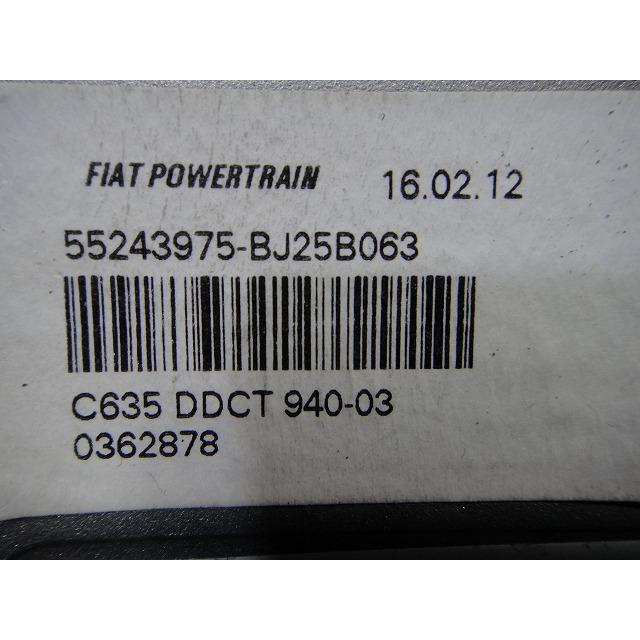 FIAT POWERTRAIN 16.02.12
55243975-BJ25B063
C635 DDCT 940-03
0362878